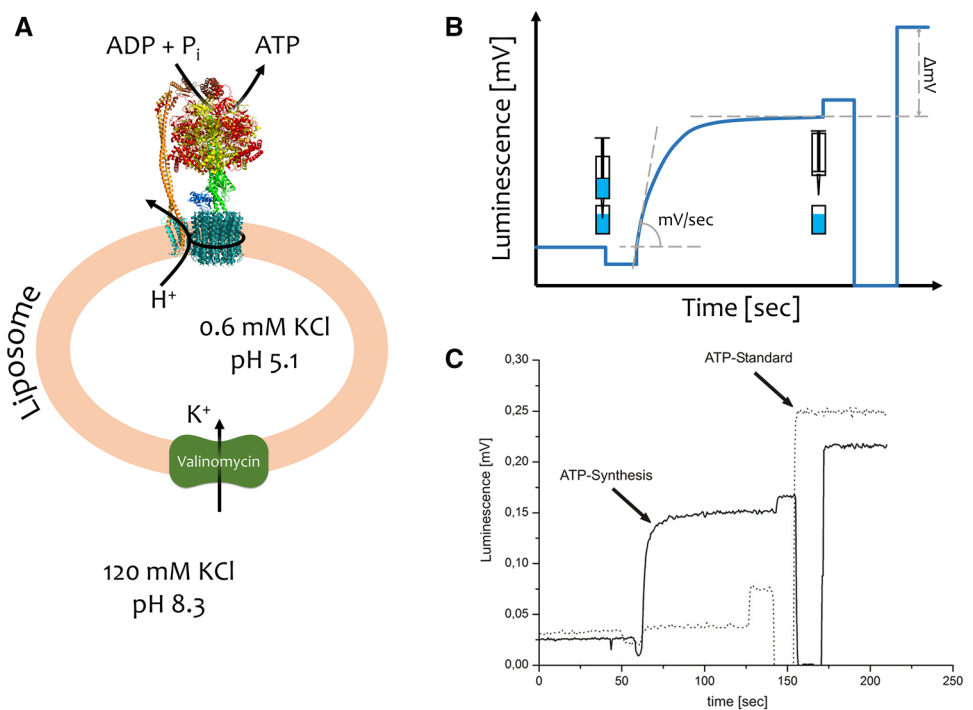 A
ADP + Pi
ATP
H+
Liposome
0.6 mM KCl
pH 5.1
K+
Valinomycin
120 mM KCl
pH 8.3
B
Luminescence [mV]
ΔmV
mV/sec
Time [sec]
C
ATP-Standard
ATP-Synthesis
Luminescence [mV]
0,30
0,25
0,20
0,15
0,10
0,05
0,00
0 50 100 150 200 250
time [sec]